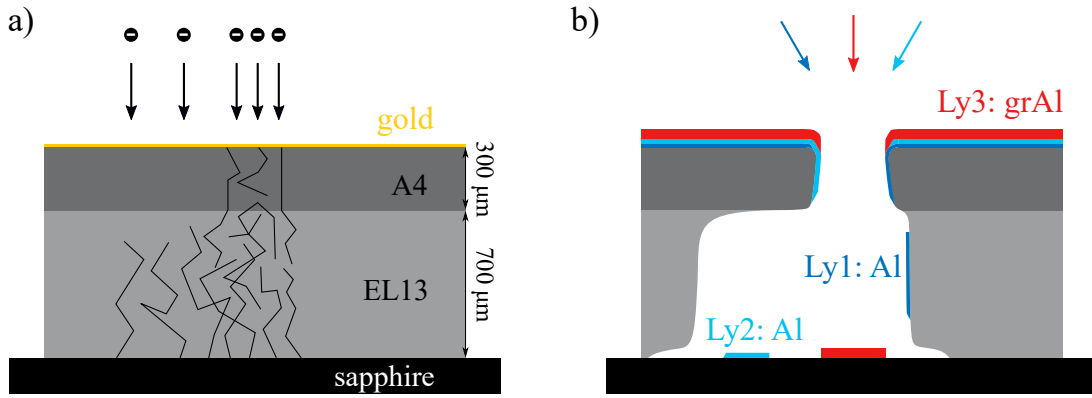 a)
gold
A4
300 μm
EL13
700 μm
sapphire
b)
Ly3: grAl
Ly1: Al
Ly2: Al